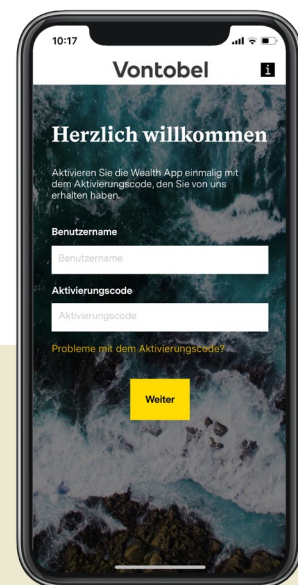 10:17
Vontobel
i
Herzlich willkommen
Aktivieren Sie die Wealth App einmalig mit
dem Aktivierungscode, den Sie von uns
erhalten haben.
Benutzername
Benutzername
Aktivierungscode
Aktivierungscode
Probleme mit dem Aktivierungscode?
Weiter